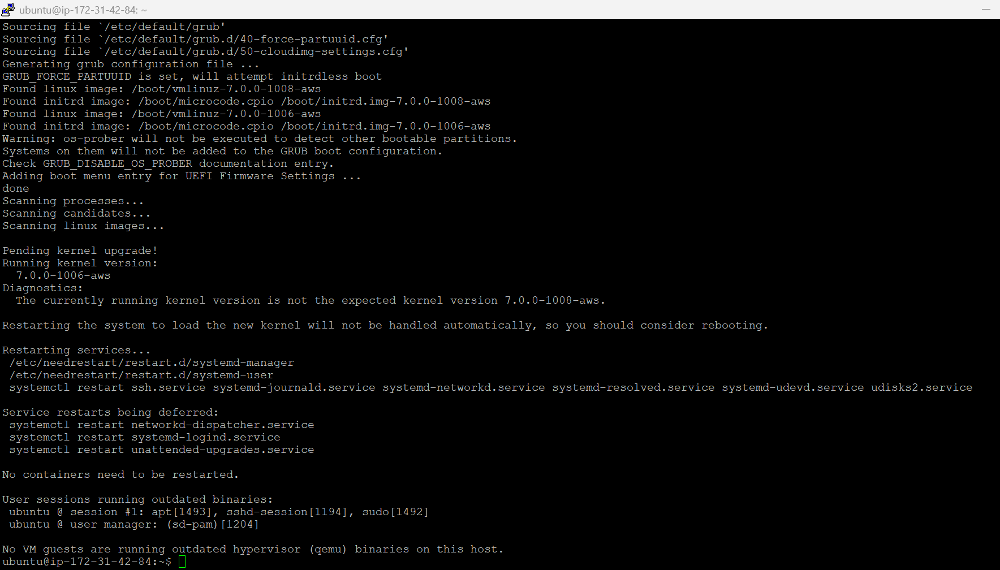 ubuntu@ip-172-31-42-84: ~
Sourcing file `/etc/default/grub'
Sourcing file `/etc/default/grub.d/40-force-partuuid.cfg'
Sourcing file `/etc/default/grub.d/50-cloudimg-settings.cfg'
Generating grub configuration file ...
GRUB_FORCE_PARTUUID is set, will attempt initrdless boot
Found linux image: /boot/vmlinuz-7.0.0-1008-aws
Found initrd image: /boot/microcode.cpio /boot/initrd.img-7.0.0-1008-aws
Found linux image: /boot/vmlinuz-7.0.0-1006-aws
Found initrd image: /boot/microcode.cpio /boot/initrd.img-7.0.0-1006-aws
Warning: os-prober will not be executed to detect other bootable partitions.
Systems on them will not be added to the GRUB boot configuration.
Check GRUB_DISABLE_OS_PROBER documentation entry.
Adding boot menu entry for UEFI Firmware Settings ...
done
Scanning processes...
Scanning candidates...
Scanning linux images...

Pending kernel upgrade!
Running kernel version:
  7.0.0-1006-aws
Diagnostics:
  The currently running kernel version is not the expected kernel version 7.0.0-1008-aws.

Restarting the system to load the new kernel will not be handled automatically, so you should consider rebooting.

Restarting services...
 /etc/needrestart/restart.d/systemd-manager
 /etc/needrestart/restart.d/systemd-user
 systemctl restart ssh.service systemd-journald.service systemd-networkd.service systemd-resolved.service systemd-udevd.service udisks2.service

Service restarts being deferred:
 systemctl restart networkd-dispatcher.service
 systemctl restart systemd-logind.service
 systemctl restart unattended-upgrades.service

No containers need to be restarted.

User sessions running outdated binaries:
 ubuntu @ session #1: apt[1493], sshd-session[1194], sudo[1492]
 ubuntu @ user manager: (sd-pam)[1204]

No VM guests are running outdated hypervisor (qemu) binaries on this host.
ubuntu@ip-172-31-42-84:~$